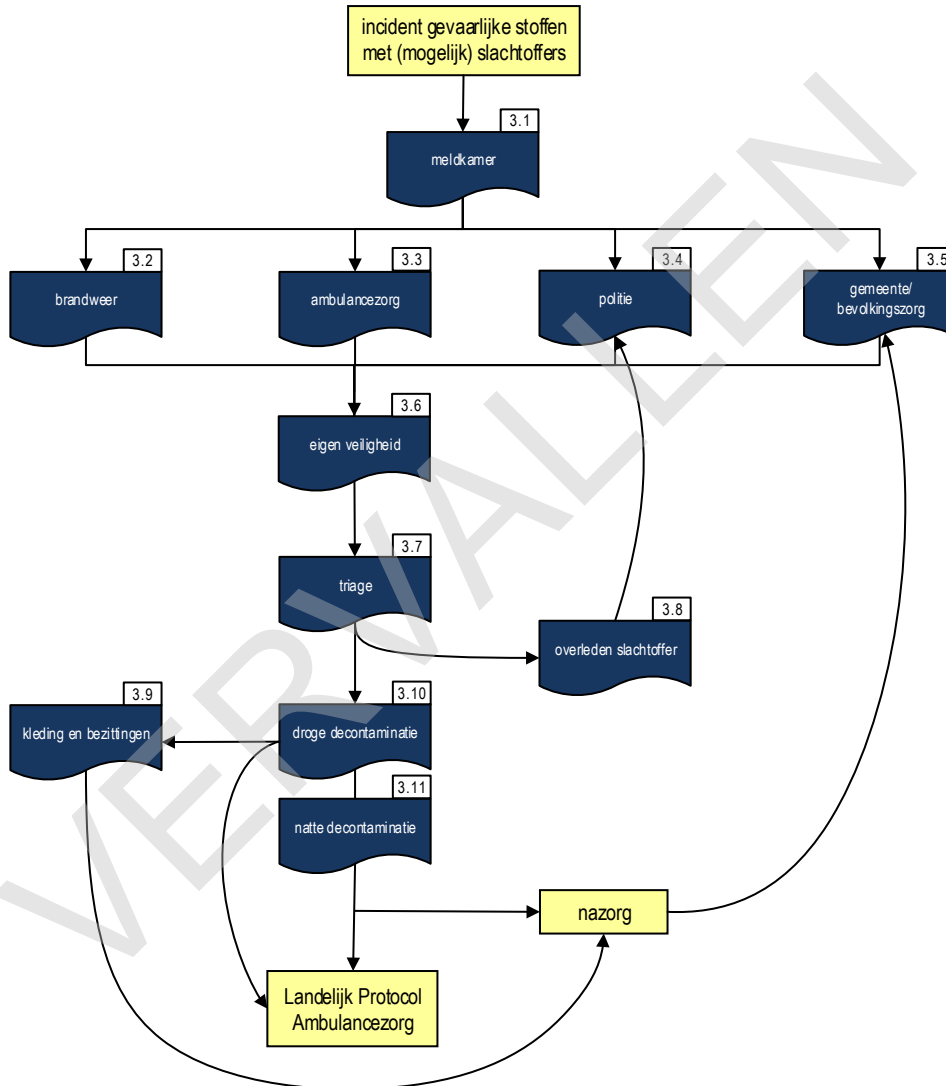 incident gevaarlijke stoffen
met (mogelijk) slachtoffers
3.1
meldkamer
3.2
brandweer
3.3
ambulancezorg
3.4
politie
3.5
gemeente/
bevolkingszorg
3.6
eigen veiligheid
3.7
triage
3.8
overleden slachtoffer
3.9
kleding en bezittingen
3.10
droge decontaminatie
3.11
natte decontaminatie
nazorg
Landelijk Protocol
Ambulancezorg
VERVALLEN